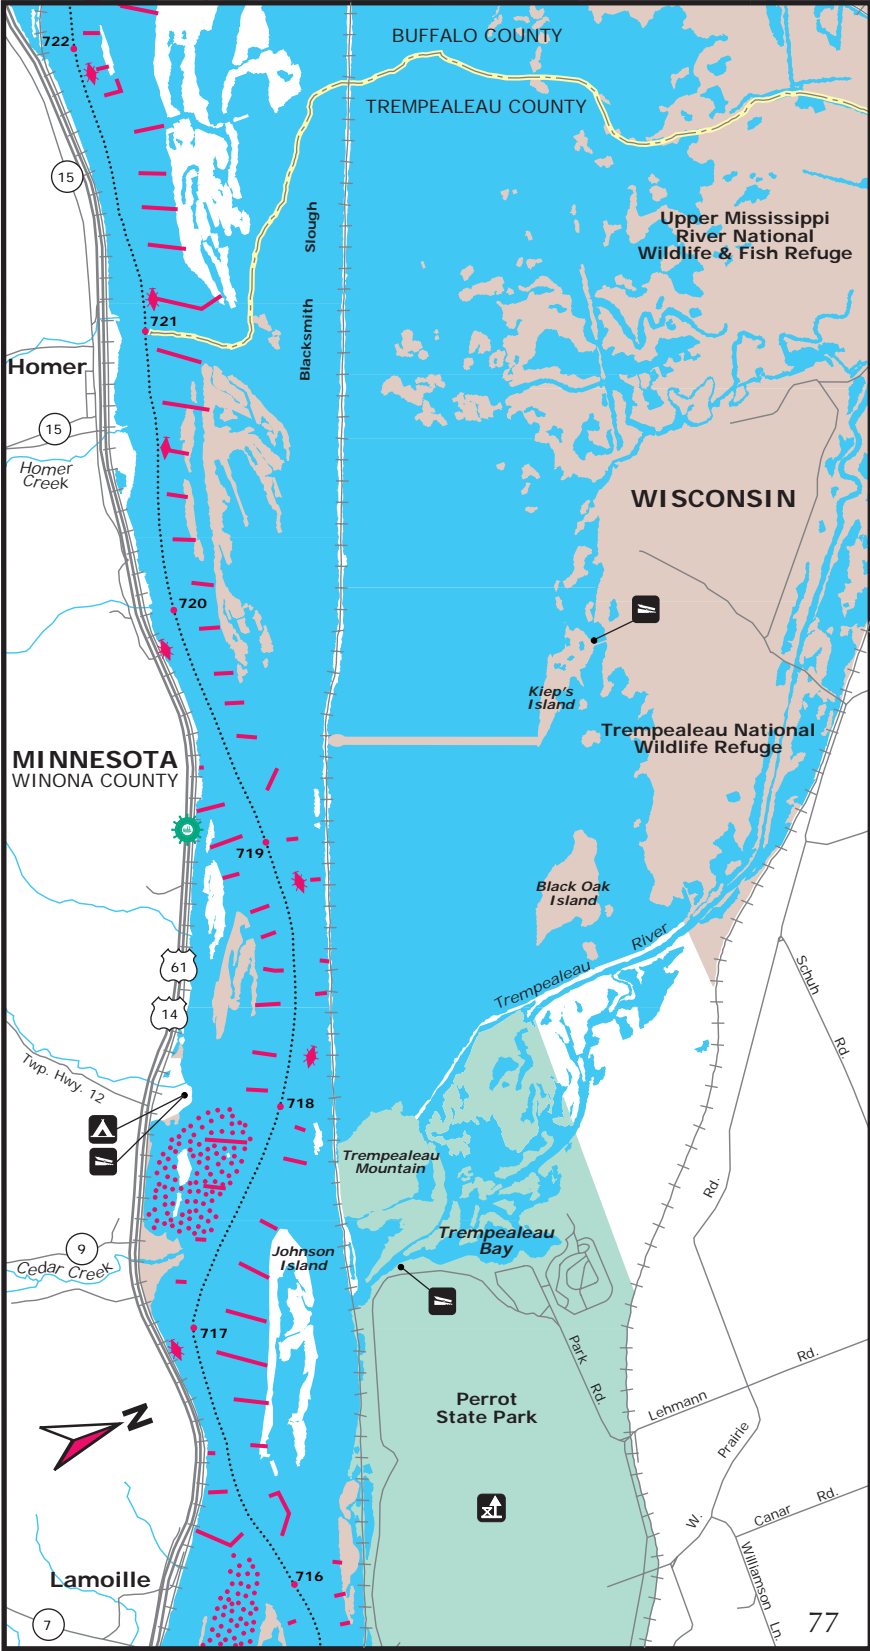 722
BUFFALO COUNTY
TREMPEALEAU COUNTY
15
Upper Mississippi
River National
Wildlife & Fish Refuge
Slough
Blacksmith
721
Homer
15
Homer
Creek
WISCONSIN
720
Kiep's
Island
Trempealeau National
Wildlife Refuge
MINNESOTA
WINONA COUNTY
719
Black Oak
Island
Trempealeau
River
61
14
Schuh
Rd.
Twp. Hwy. 12
718
Trempealeau
Mountain
Rd.
Trempealeau
Bay
Johnson
Island
9
Cedar Creek
717
Park
Rd.
Rd.
Lehmann
Perrot
State Park
N
Prairie
W.
Canar
Rd.
Williamson
Ln.
Lamoille
716
7
77